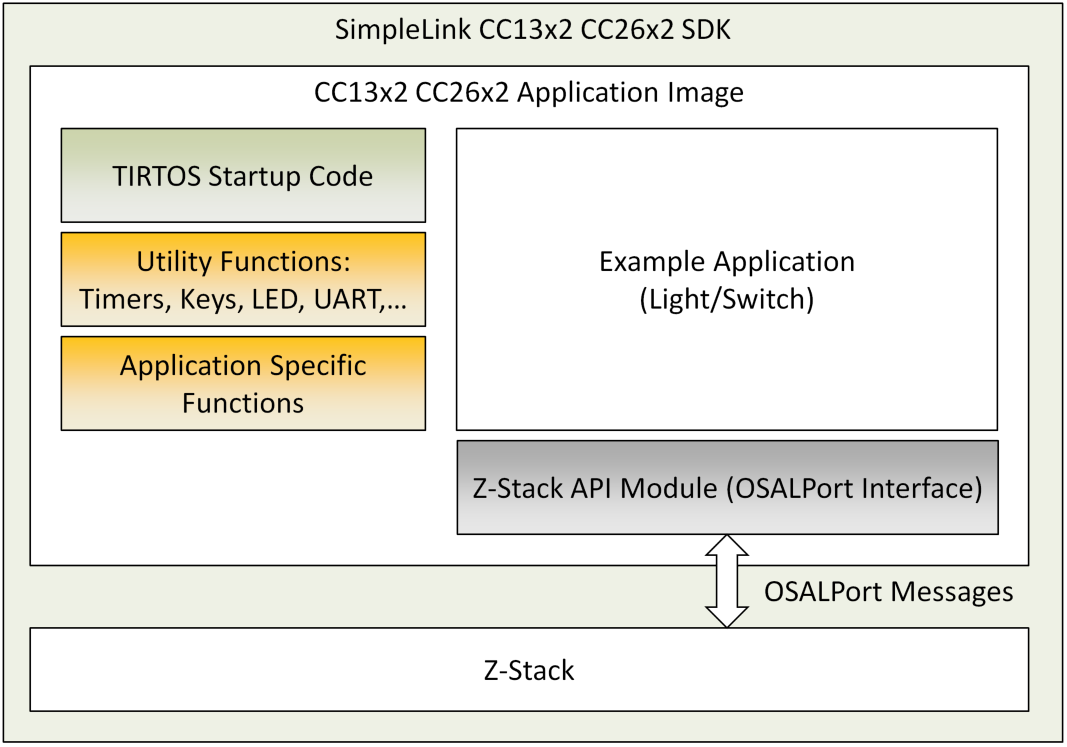 SimpleLink CC13x2 CC26x2 SDK
CC13x2 CC26x2 Application Image
TIRTOS Startup Code
Utility Functions:
Timers, Keys, LED, UART,...
Application Specific
Functions
Example Application
(Light/Switch)
Z-Stack API Module (OSALPort Interface)
OSALPort Messages
Z-Stack